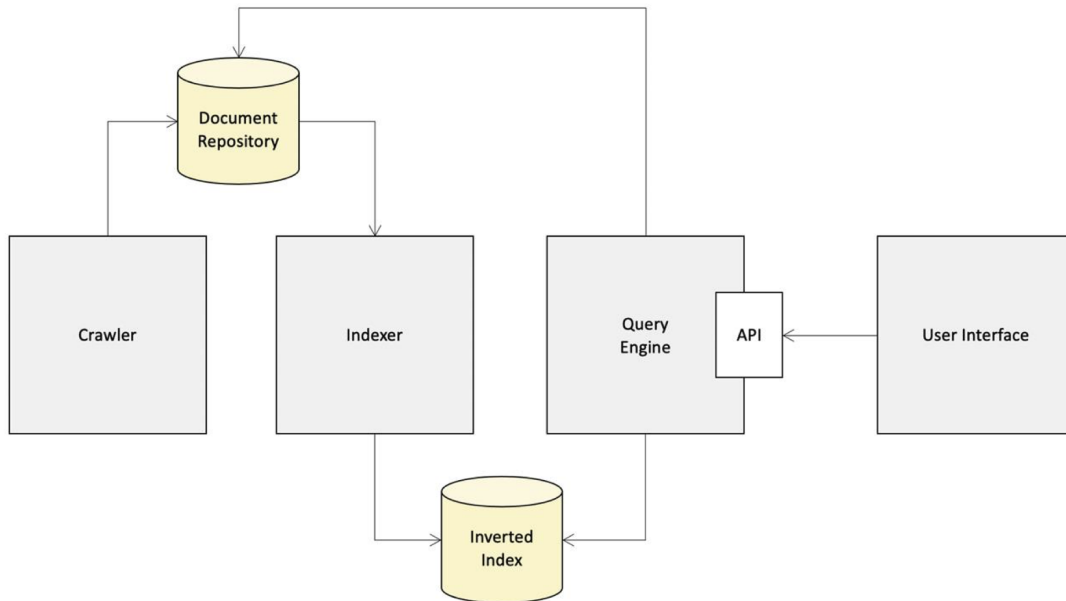 Document
Repository
Crawler
Indexer
Query
Engine
API
User Interface
Inverted
Index